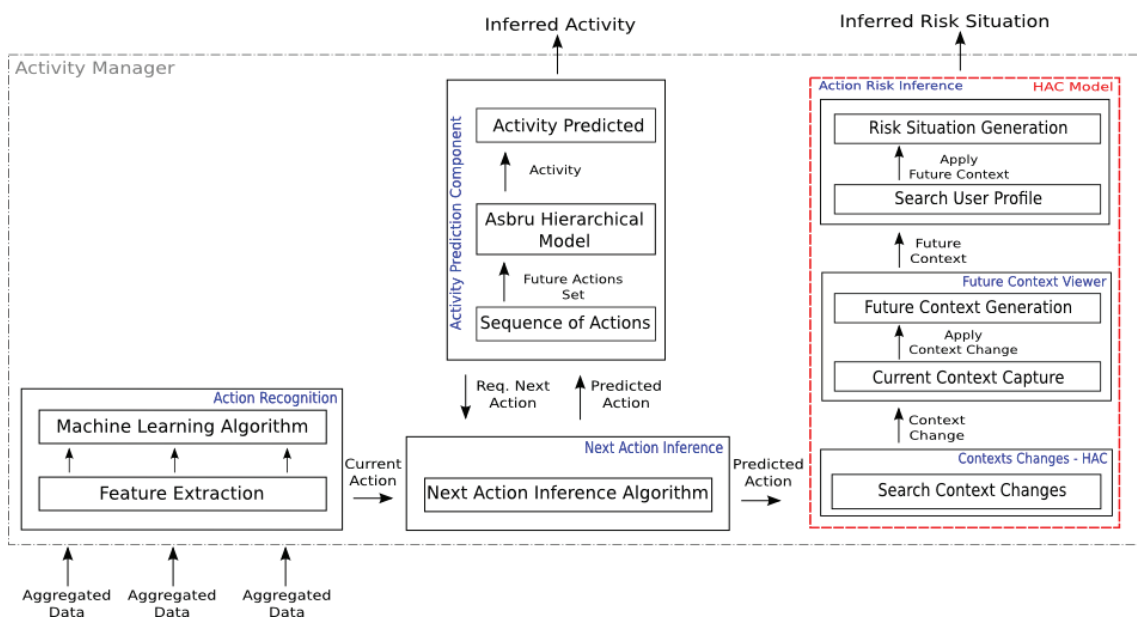 Inferred Activity
Inferred Risk Situation
Activity Manager
Activity Prediction Component
Activity Predicted
Activity
Asbru Hierarchical
Model
Future Actions
Set
Sequence of Actions
Req. Next
Action
Predicted
Action
Action Recognition
Machine Learning Algorithm
Feature Extraction
Current
Action
Next Action Inference
Next Action Inference Algorithm
Predicted
Action
Action Risk Inference
HAC Model
Risk Situation Generation
Apply
Future Context
Search User Profile
Future
Context
Future Context Viewer
Future Context Generation
Apply
Context Change
Current Context Capture
Context
Change
Contexts Changes - HAC
Search Context Changes
Aggregated
Data
Aggregated
Data
Aggregated
Data